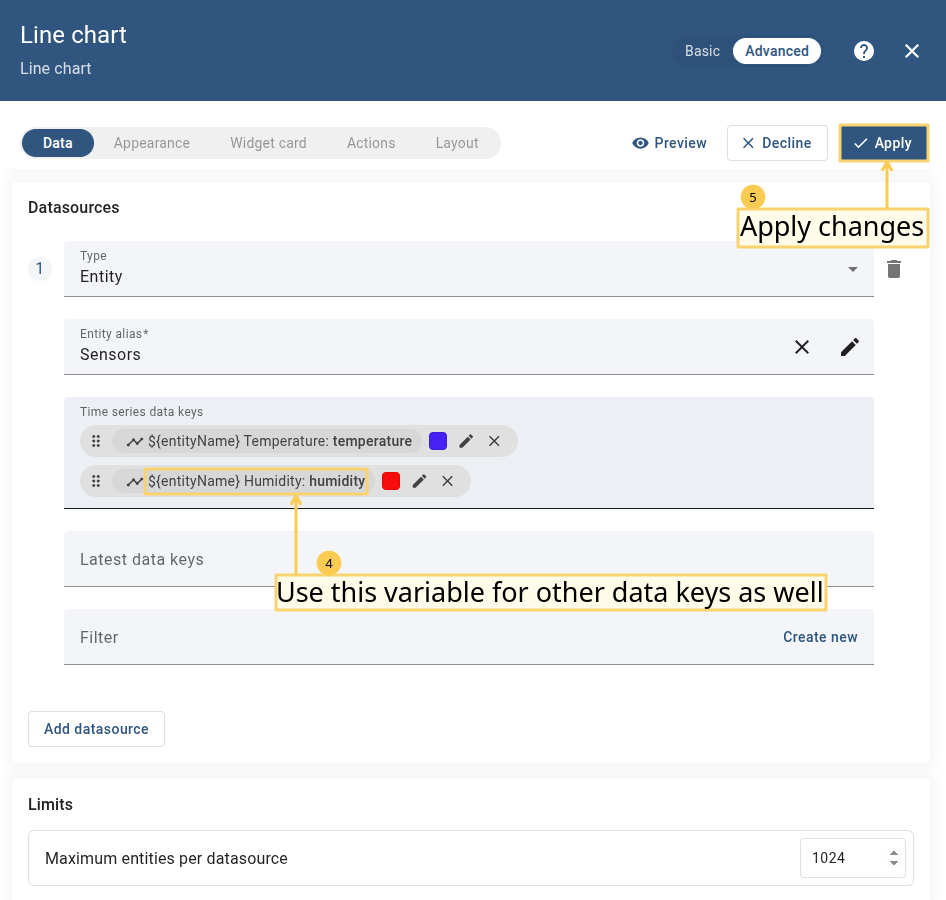 Line chart
Line chart
Basic Advanced
Data Appearance Widget card Actions Layout Preview Decline Apply
5
Apply changes
Datasources
1
Type
Entity
Entity alias*
Sensors
Time series data keys
${entityName} Temperature: temperature
${entityName} Humidity: humidity
4
Use this variable for other data keys as well
Latest data keys
Filter Create new
Add datasource
Limits
Maximum entities per datasource 1024